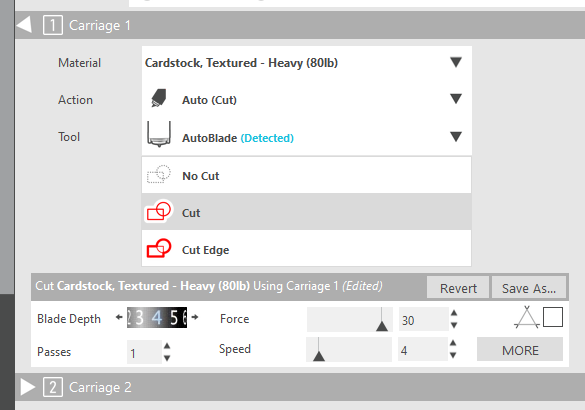 1 Carriage 1
Material Cardstock, Textured - Heavy (80lb)
Action Auto (Cut)
Tool AutoBlade (Detected)
No Cut
Cut
Cut Edge
Cut Cardstock, Textured - Heavy (80lb) Using Carriage 1 (Edited) Revert Save As...
Blade Depth 2 3 4 5 6 Force 30
Passes 1 Speed 4 MORE
2 Carriage 2